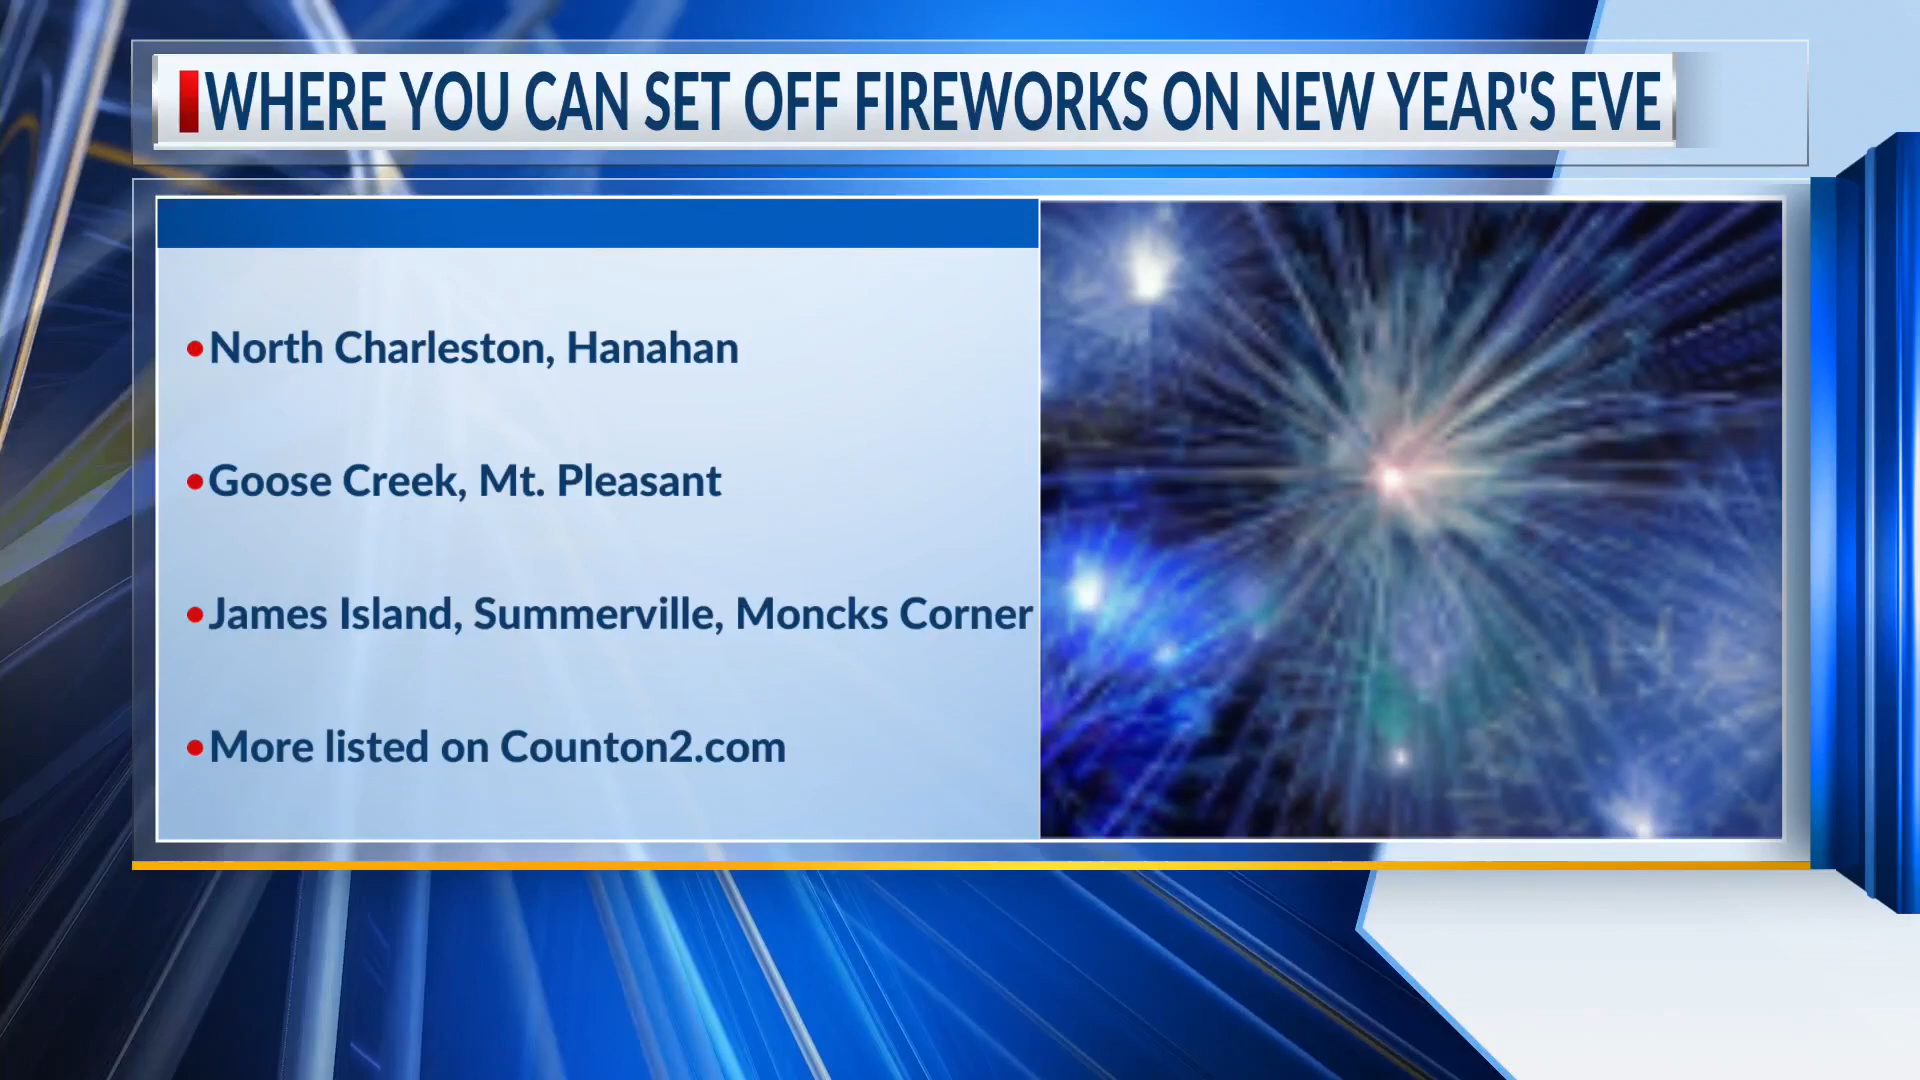 WHERE YOU CAN SET OFF FIREWORKS ON NEW YEAR'S EVE
•North Charleston, Hanahan
•Goose Creek, Mt. Pleasant
•James Island, Summerville, Moncks Corner
•More listed on Counton2.com